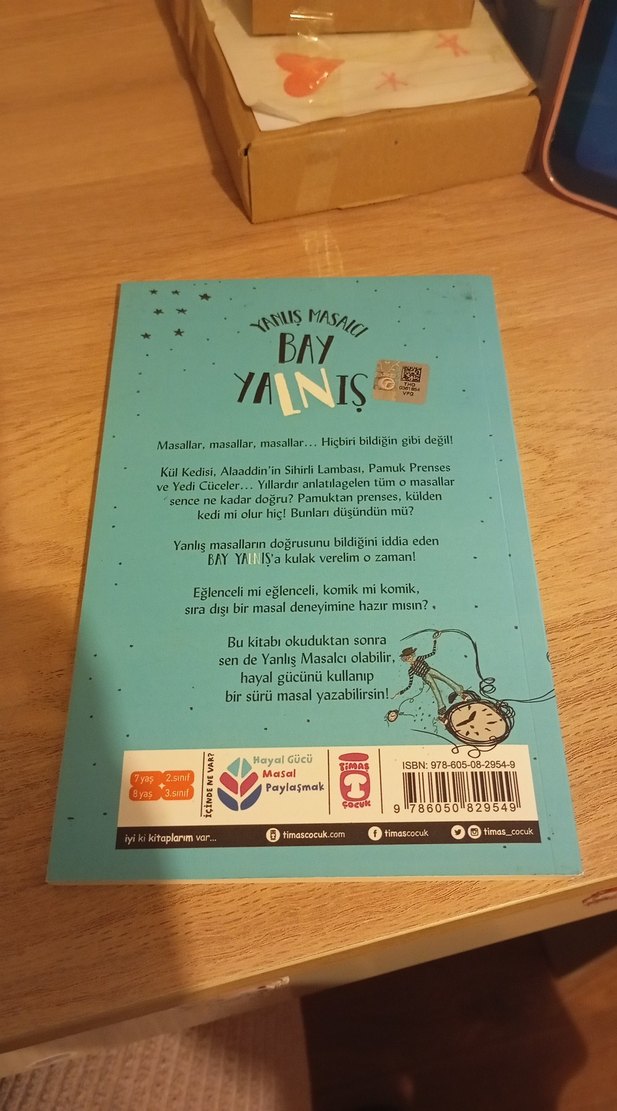 YANLIŞ MASALCI
BAY
YALNIŞ
Masallar, masallar, masallar... Hiçbiri bildiğin gibi değil!
Kül Kedisi, Alaaddin'in Sihirli Lambası, Pamuk Prenses
ve Yedi Cüceler... Yıllardır anlatılagelen tüm o masallar
sence ne kadar doğru? Pamuktan prenses, külden
kedi mi olur hiç! Bunları düşündün mü?
Yanlış masalların doğrusunu bildiğini iddia eden
BAY YALNIŞ'a kulak verelim o zaman!
Eğlenceli mi eğlenceli, komik mi komik,
sıra dışı bir masal deneyimine hazır mısın?
Bu kitabı okuduktan sonra
sen de Yanlış Masalcı olabilir,
hayal gücünü kullanıp
bir sürü masal yazabilirsin!
7 yaş 2.sınıf
8 yaş 3.sınıf
İÇİNDE NE VAR?
Hayal Gücü
Masal
Paylaşmak
TİMAŞ
ÇOCUK
ISBN: 978-605-08-2954-9
9 786050 829549
iyi ki kitaplarım var...
timascocuk.com
timascocuk
timas_cocuk